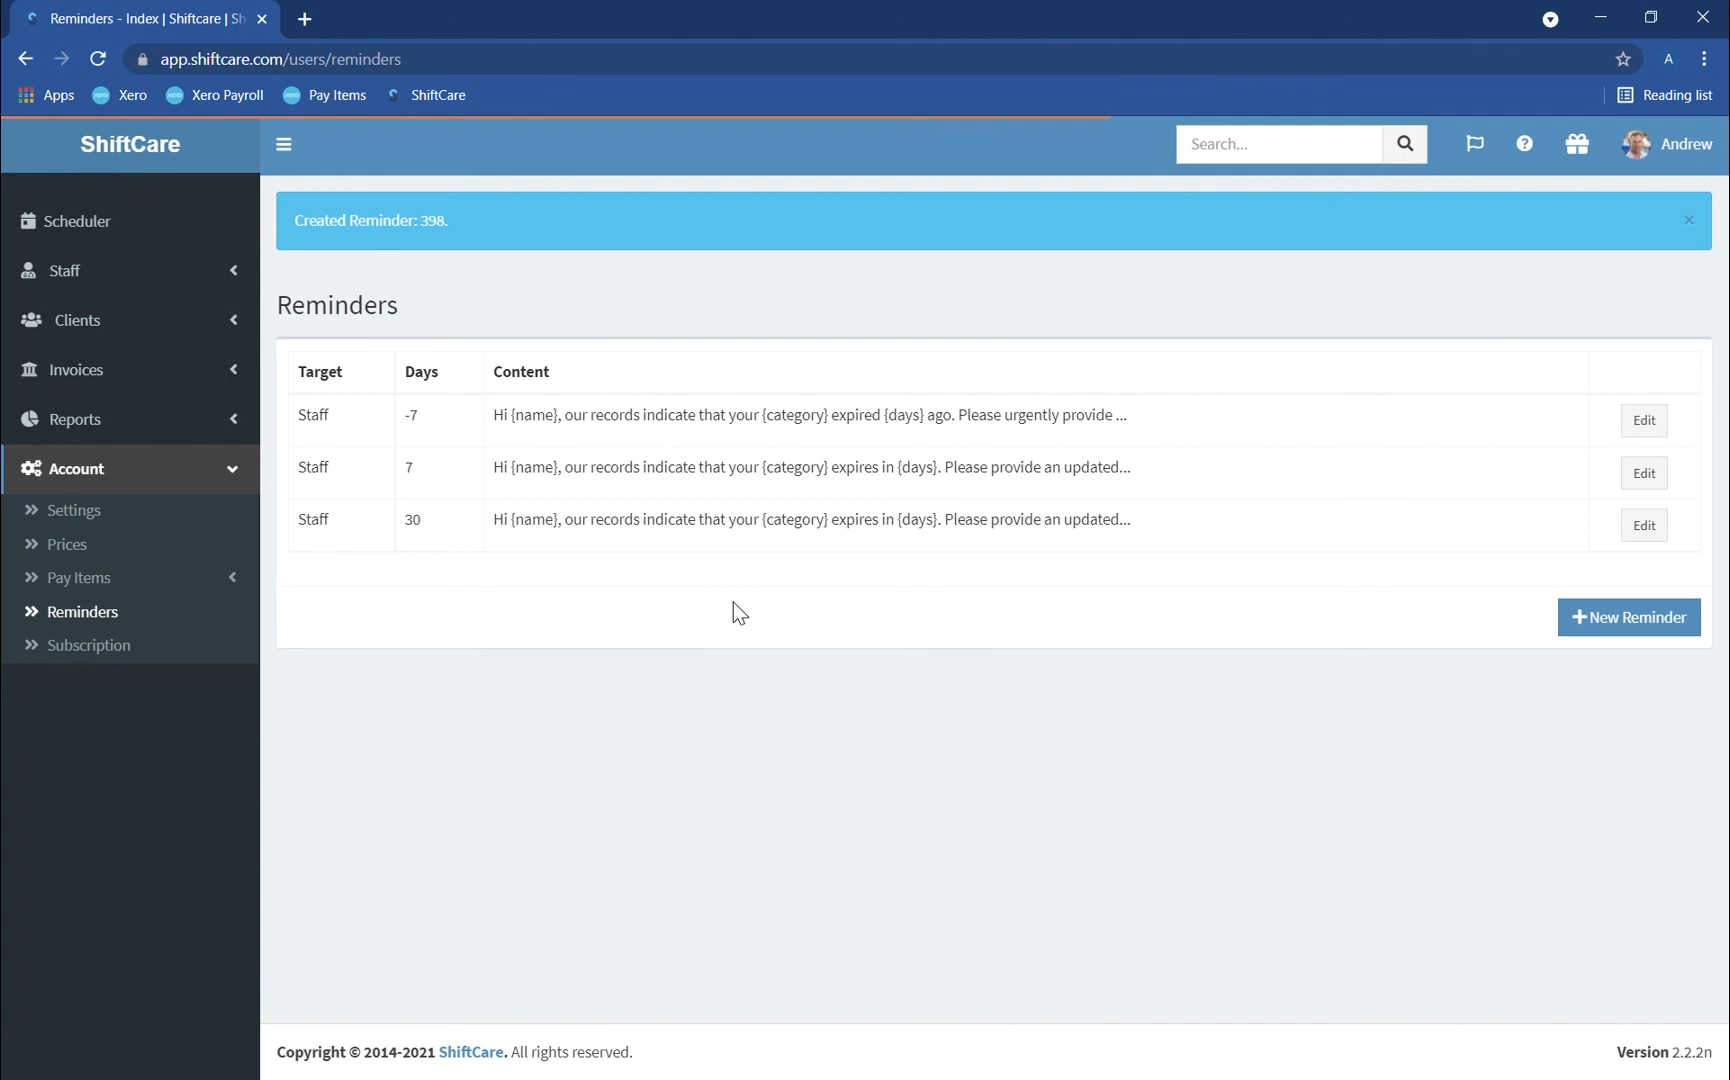 Reminders - Index | Shiftcare | Sh
app.shiftcare.com/users/reminders
A
Apps
Xero
Xero Payroll
Pay Items
ShiftCare
Reading list
ShiftCare
Search...
Andrew
Scheduler
Staff
Clients
Invoices
Reports
Account
Settings
Prices
Pay Items
Reminders
Subscription
Created Reminder: 398.
Reminders
Target Days Content
Staff -7 Hi {name}, our records indicate that your {category} expired {days} ago. Please urgently provide ... Edit
Staff 7 Hi {name}, our records indicate that your {category} expires in {days}. Please provide an updated... Edit
Staff 30 Hi {name}, our records indicate that your {category} expires in {days}. Please provide an updated... Edit
New Reminder
Copyright © 2014-2021 ShiftCare. All rights reserved.
Version 2.2.2n